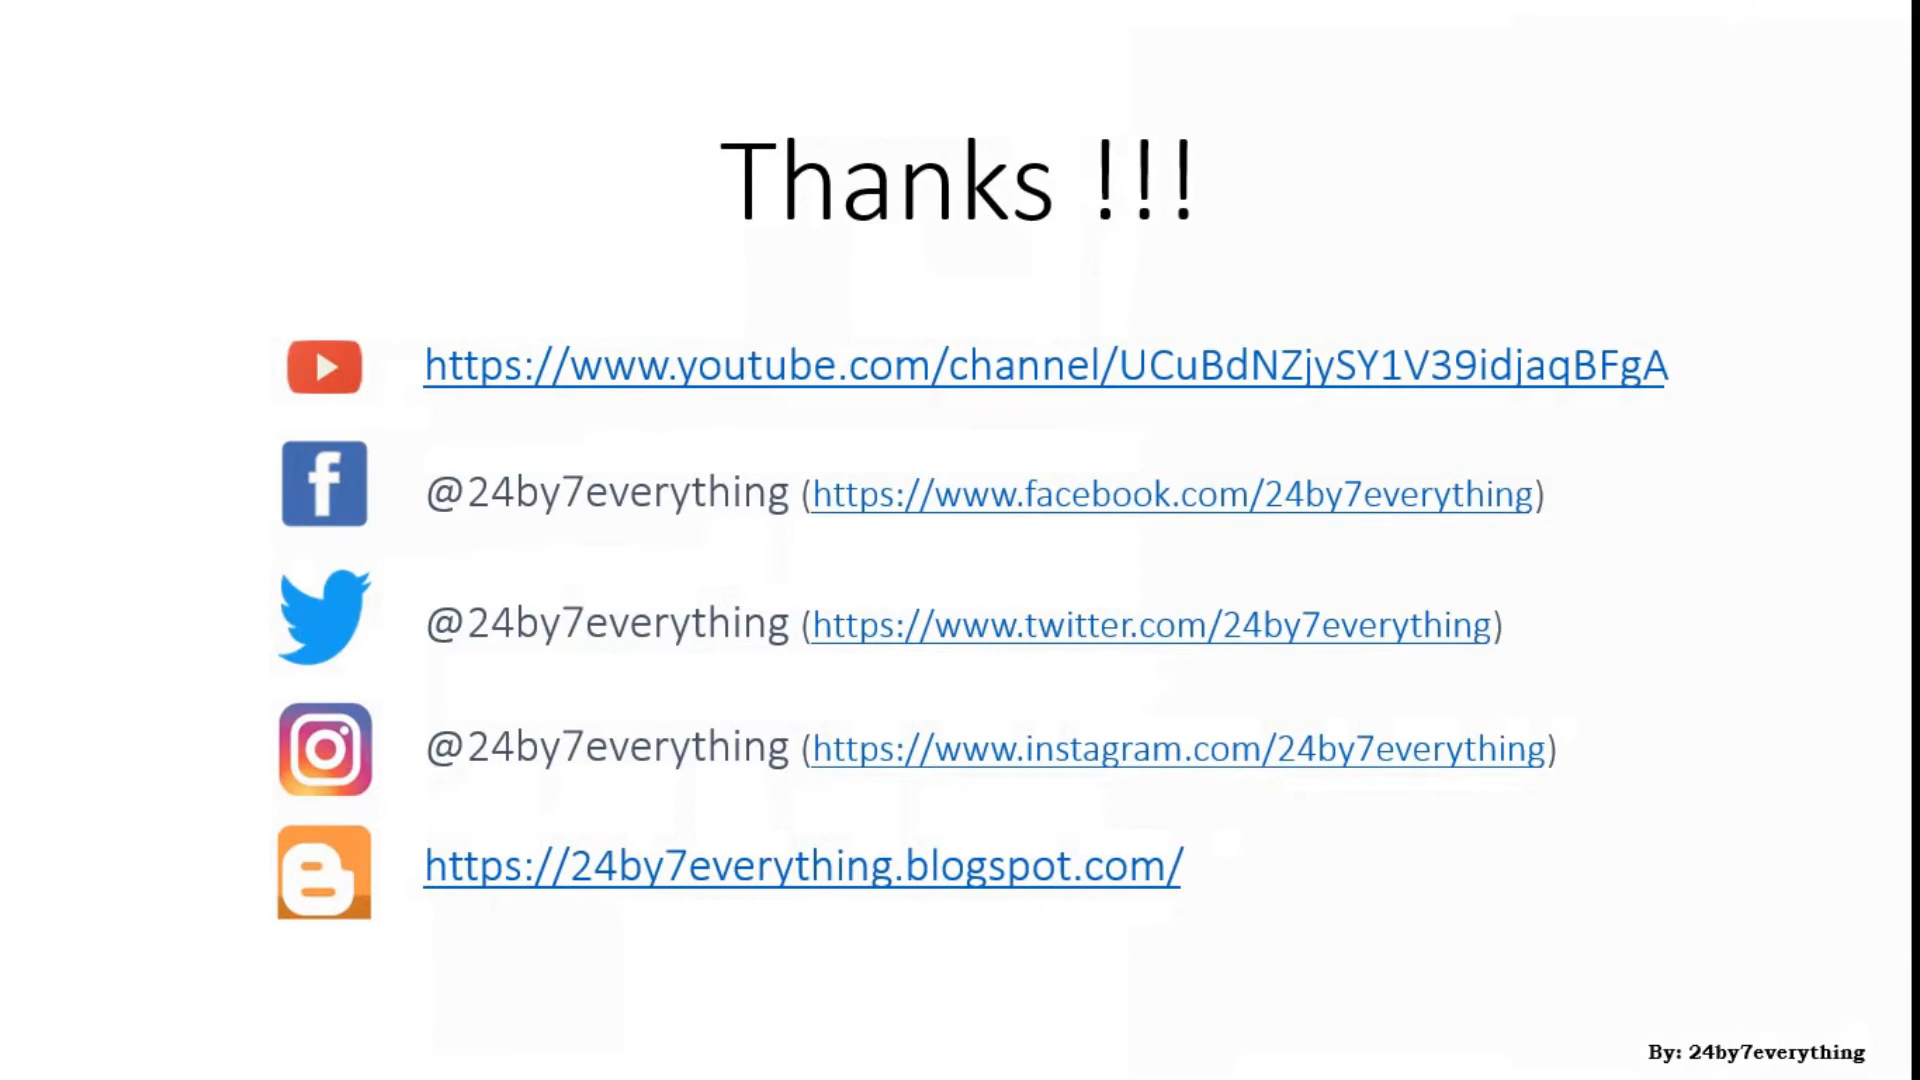 Thanks !!!
https://www.youtube.com/channel/UCuBdNZjySY1V39idjaqBFgA
@24by7everything (https://www.facebook.com/24by7everything)
@24by7everything (https://www.twitter.com/24by7everything)
@24by7everything (https://www.instagram.com/24by7everything)
https://24by7everything.blogspot.com/
By: 24by7everything